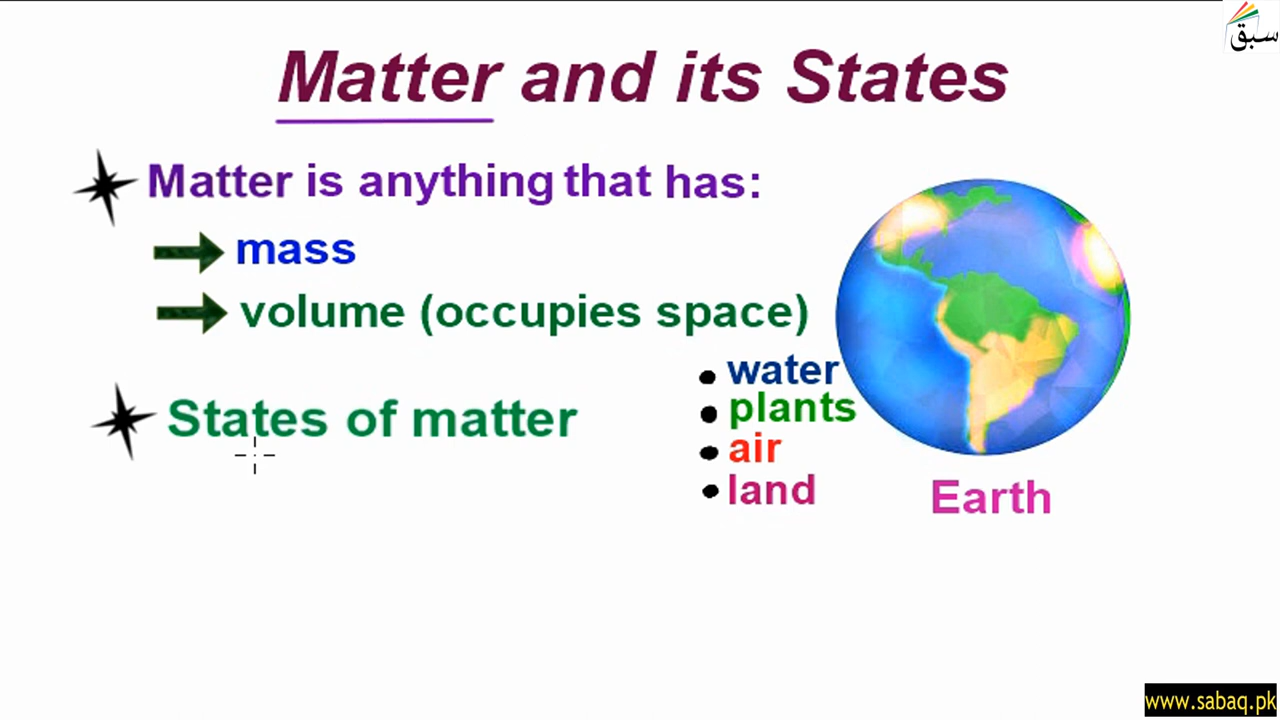 سبق
Matter and its States
Matter is anything that has:
mass
volume (occupies space)
water
plants
air
land
States of matter
Earth
www.sabaq.pk